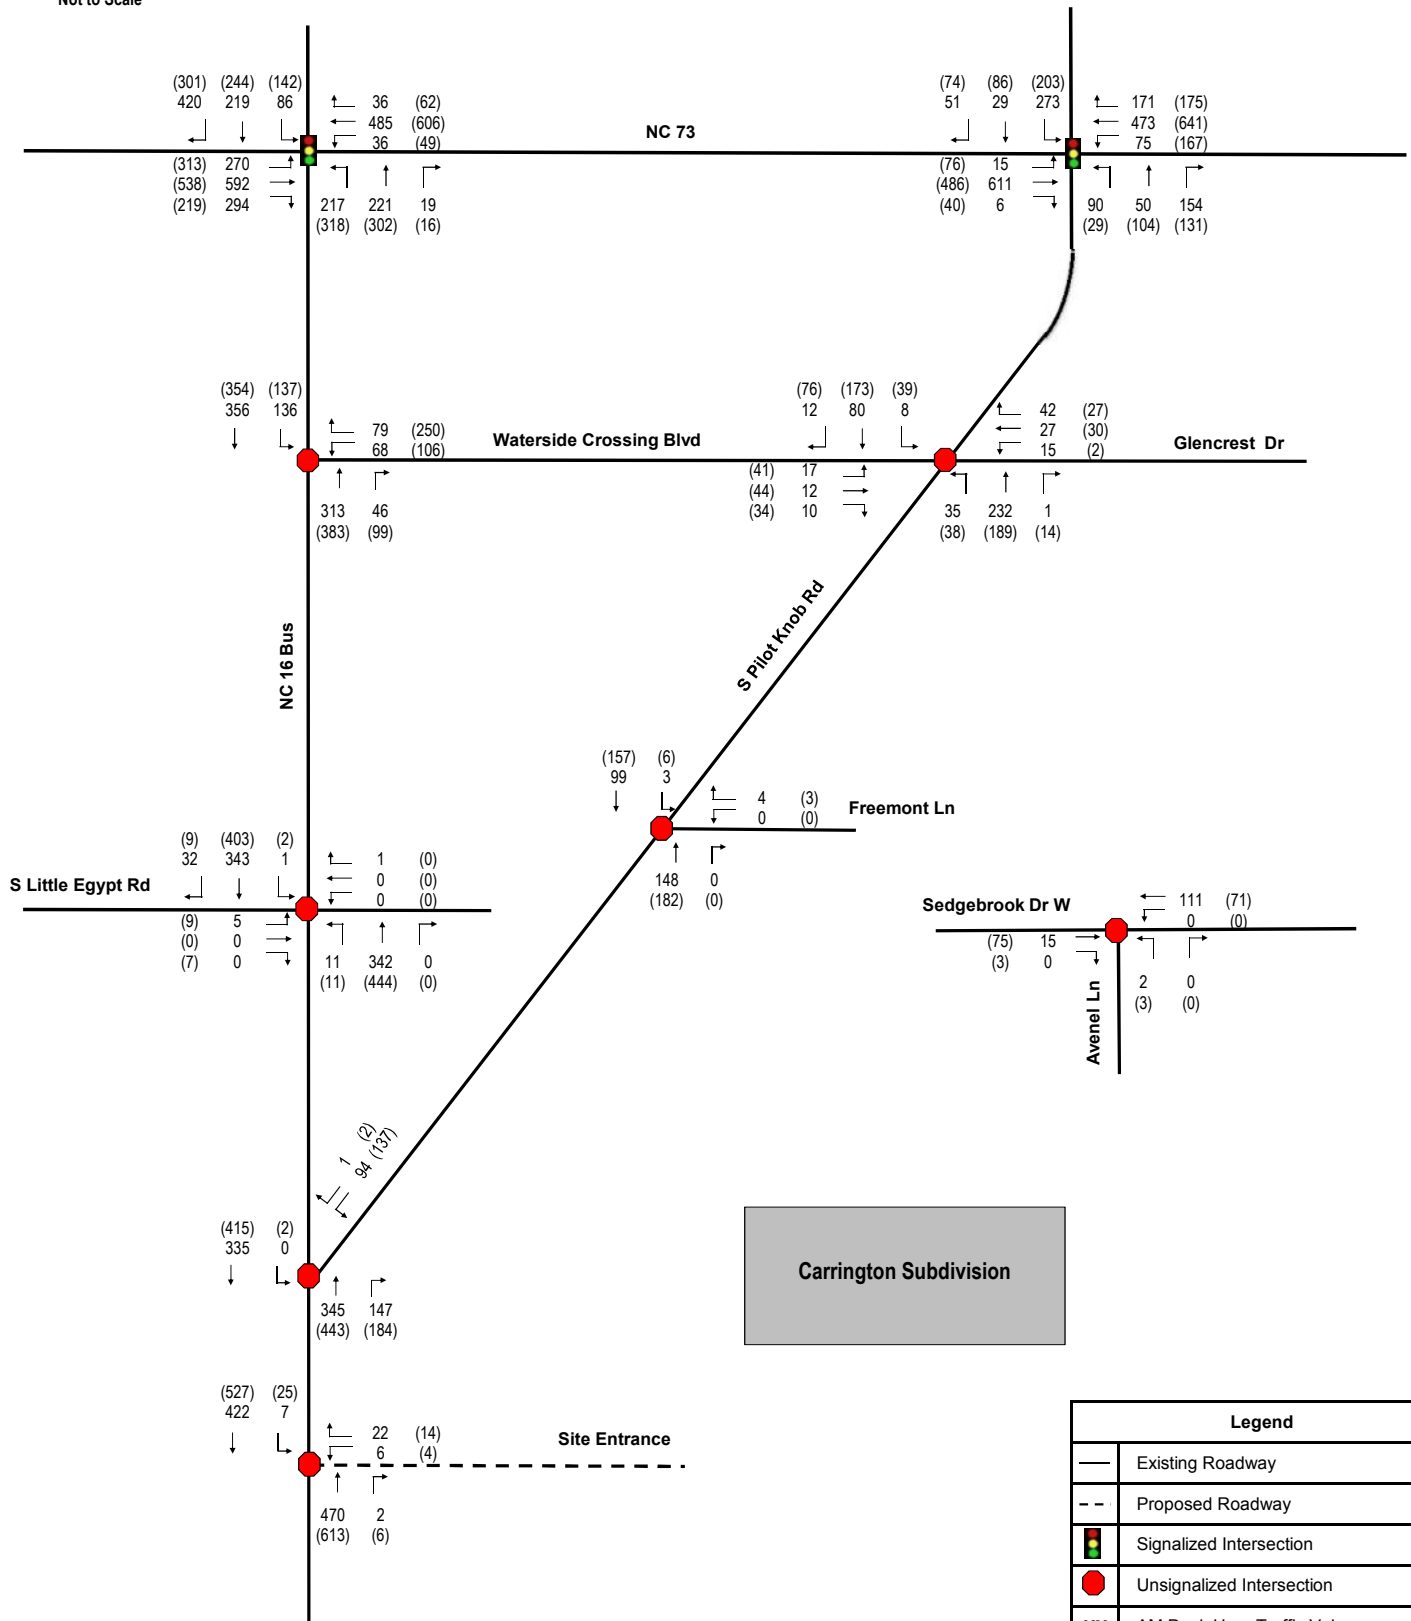 Not to Scale
(301) (244) (142)
420 219 86
36 (62)
485 (606)
36 (49)
(313) 270
(538) 592
(219) 294
217 221 19
(318) (302) (16)
NC 73
(74) (86) (203)
51 29 273
171 (175)
473 (641)
75 (167)
(76) 15
(486) 611
(40) 6
90 50 154
(29) (104) (131)
(354) (137)
356 136
79 (250)
68 (106)
313 46
(383) (99)
Waterside Crossing Blvd
(76) (173) (39)
12 80 8
42 (27)
27 (30)
15 (2)
Glencrest Dr
(41) 17
(44) 12
(34) 10
35 232 1
(38) (189) (14)
NC 16 Bus
S Pilot Knob Rd
(157) (6)
99 3
4 (3)
0 (0)
Freemont Ln
148 0
(182) (0)
(9) (403) (2)
32 343 1
1 (0)
0 (0)
0 (0)
S Little Egypt Rd
(9) 5
(0) 0
(7) 0
11 342 0
(11) (444) (0)
Sedgebrook Dr W
111 (71)
0 (0)
(75) 15
(3) 0
2 0
(3) (0)
Avenel Ln
1 (2)
94 (137)
(415) (2)
335 0
345 147
(443) (184)
Carrington Subdivision
(527) (25)
422 7
22 (14)
6 (4)
Site Entrance
470 2
(613) (6)
Legend
Existing Roadway
Proposed Roadway
Signalized Intersection
Unsignalized Intersection